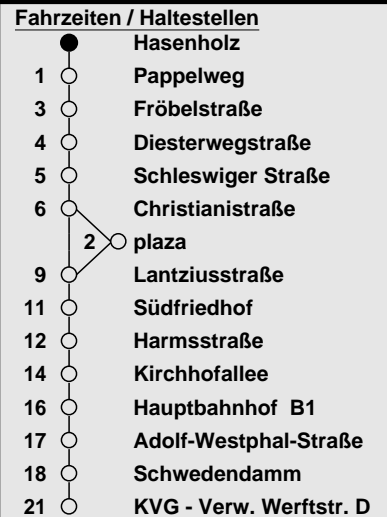 Fahrzeiten / Haltestellen
Hasenholz
1 Pappelweg
3 Fröbelstraße
4 Diesterwegstraße
5 Schleswiger Straße
6 Christianistraße
2 plaza
9 Lantziusstraße
11 Südfriedhof
12 Harmsstraße
14 Kirchhofallee
16 Hauptbahnhof B1
17 Adolf-Westphal-Straße
18 Schwedendamm
21 KVG - Verw. Werftstr. D